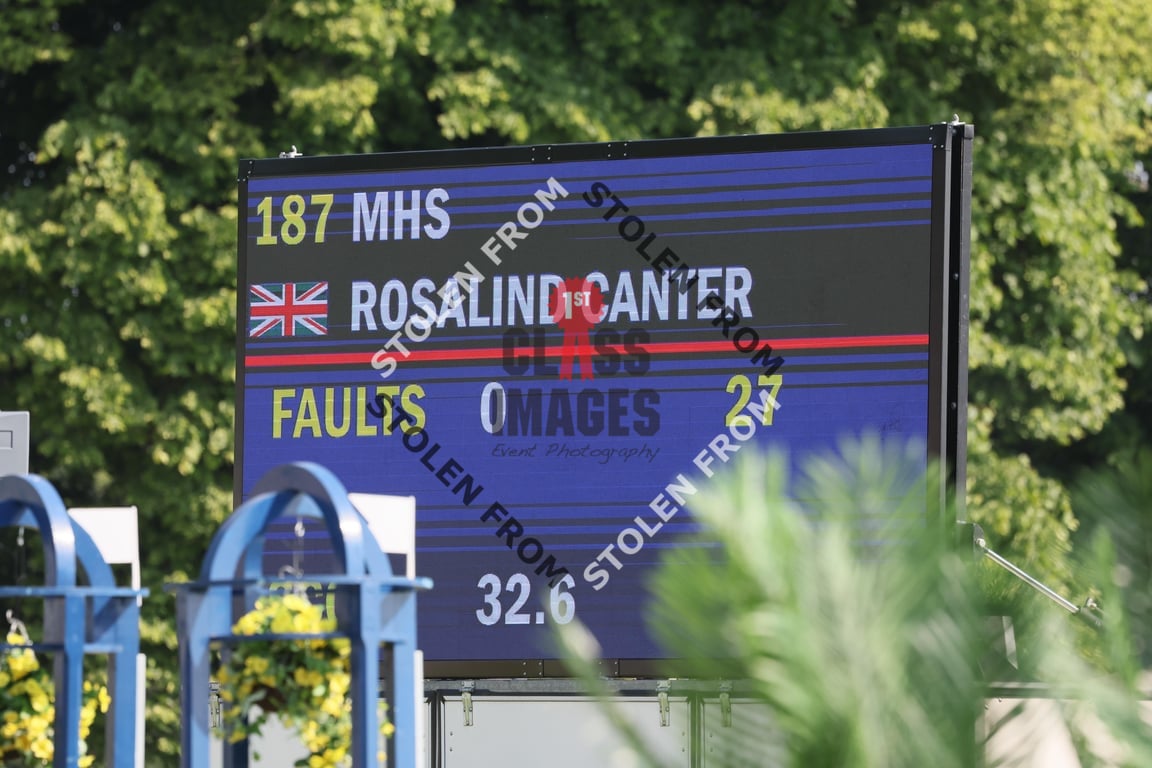 187 MHS
ROSALIND CANTER
FAULTS 0 27
32.6
1ST
CLASS
IMAGES
Event Photography
STOLEN FROM
STOLEN FROM
STOLEN FROM
STOLEN FROM